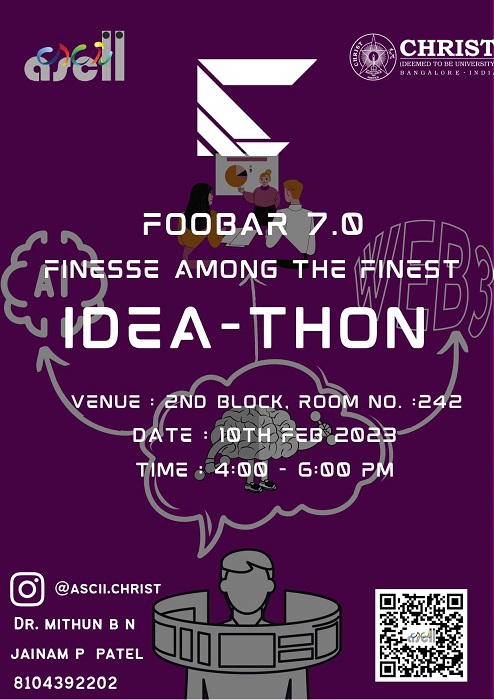 ascii
CHRIST
(DEEMED TO BE UNIVERSITY
BANGALORE · INDIA
FOOBAR 7.0
FINESSE AMONG THE FINEST
AI
WEB3
IDEA-THON
VENUE : 2ND BLOCK, ROOM NO. :242
DATE : 10TH FEB 2023
TIME : 4:00 - 6:00 PM
@ASCII.CHRIST
DR. MITHUN B N
JAINAM P PATEL
8104392202
ascii